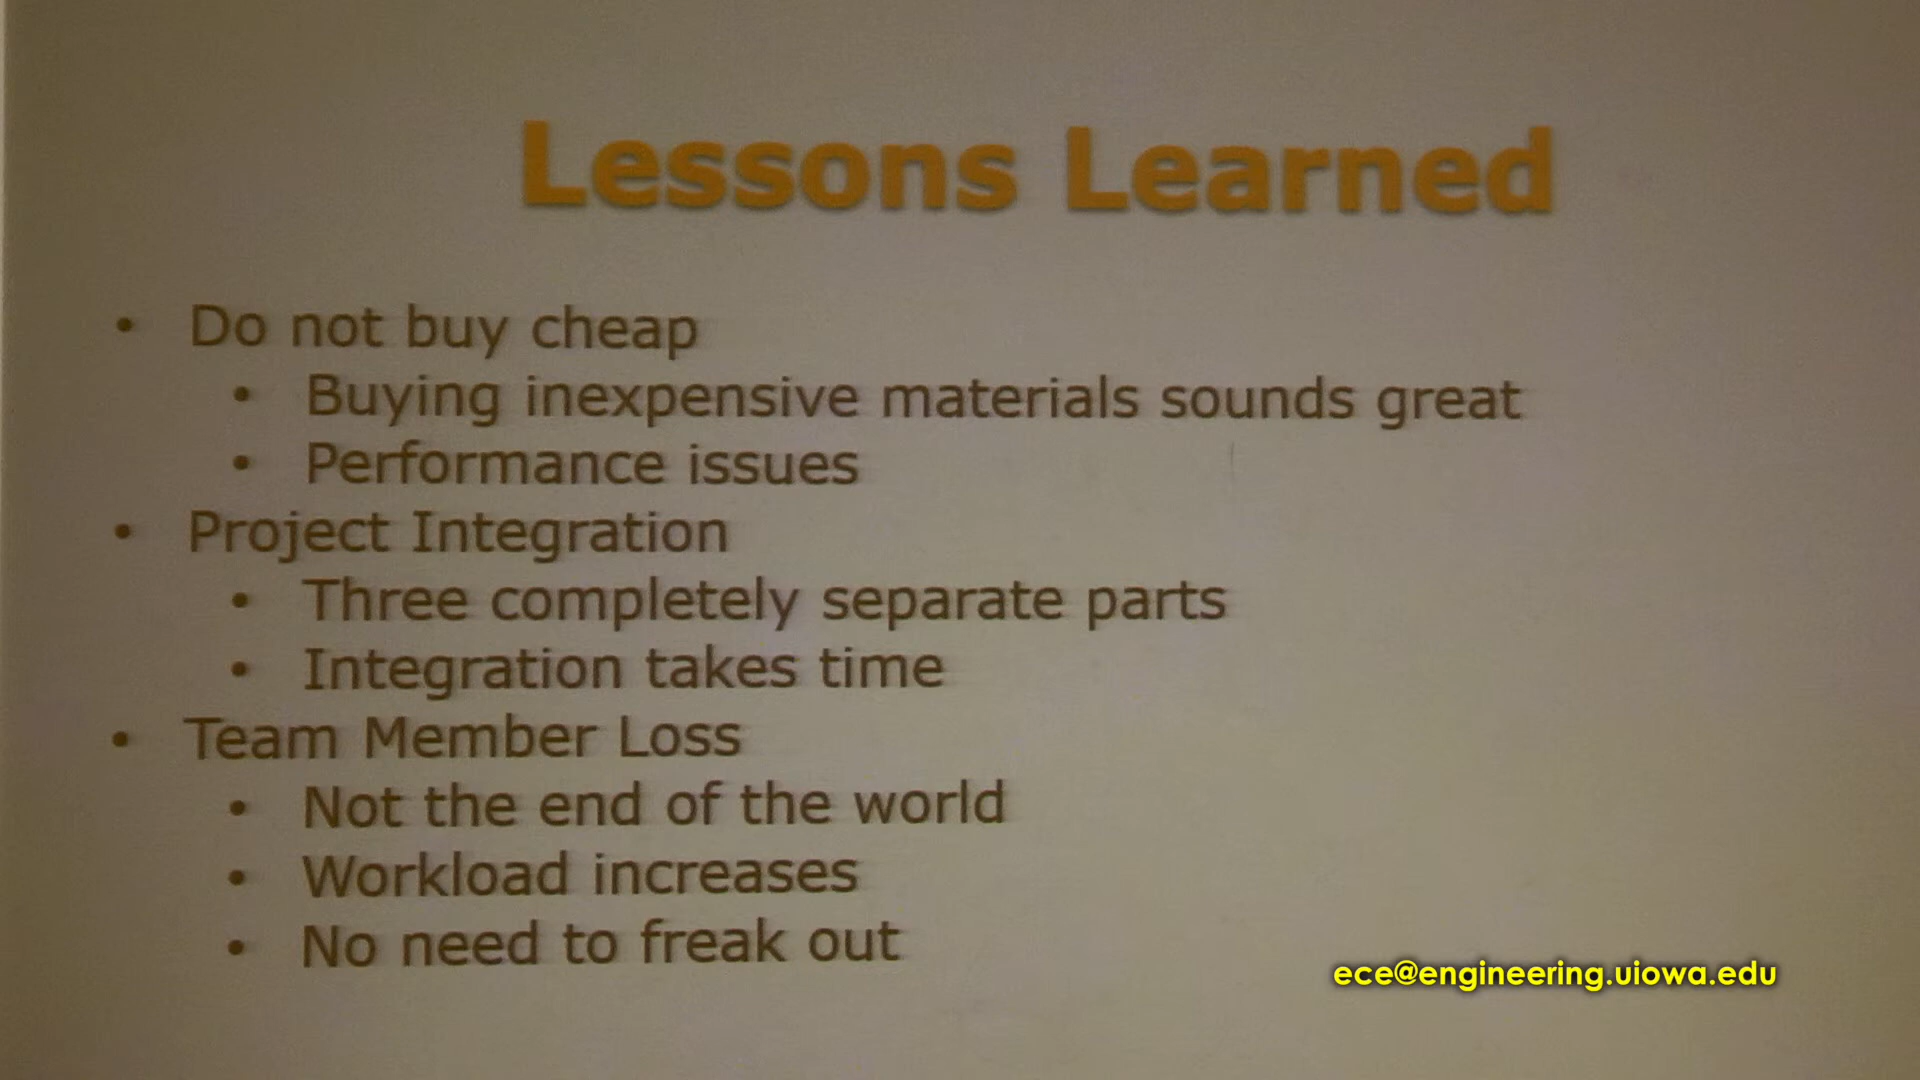 Lessons Learned
• Do not buy cheap
• Buying inexpensive materials sounds great
• Performance issues
• Project Integration
• Three completely separate parts
• Integration takes time
• Team Member Loss
• Not the end of the world
• Workload increases
• No need to freak out
ece@engineering.uiowa.edu